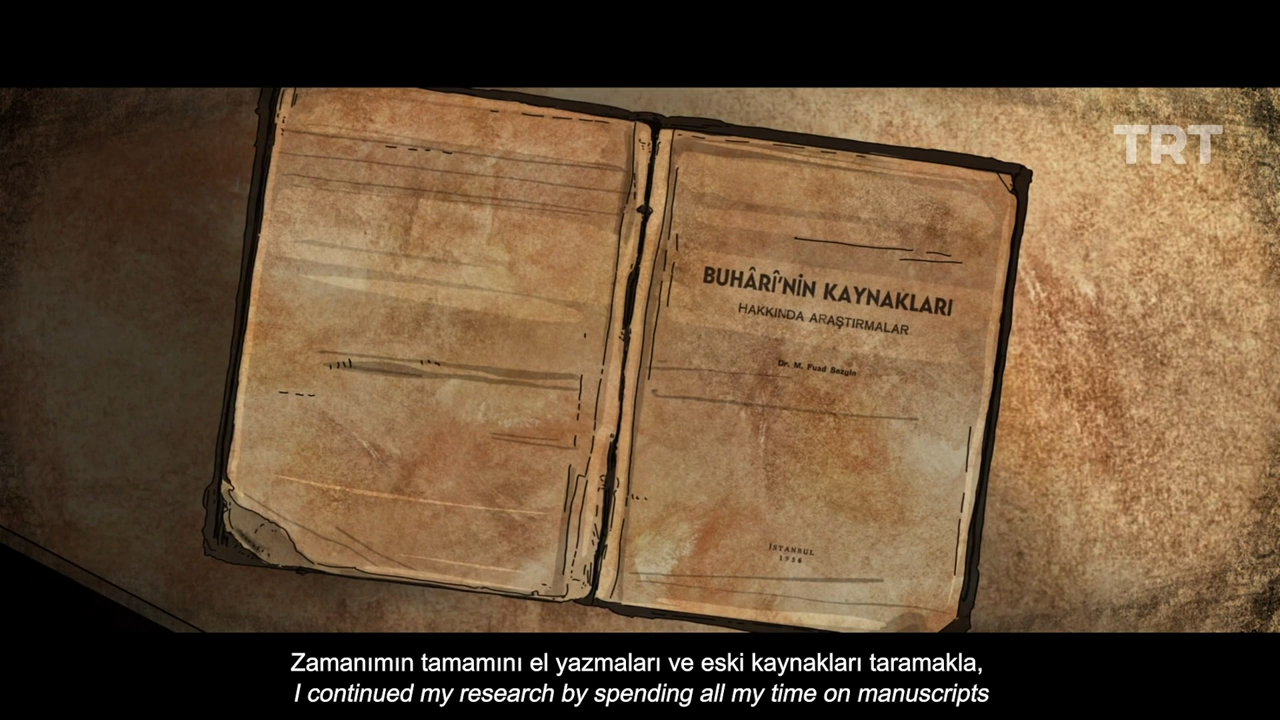 TRT
BUHÂRÎ'NİN KAYNAKLARI
HAKKINDA ARAŞTIRMALAR
Dr. M. Fuad Sezgin
İSTANBUL
1956
Zamanımın tamamını el yazmaları ve eski kaynakları taramakla,
I continued my research by spending all my time on manuscripts